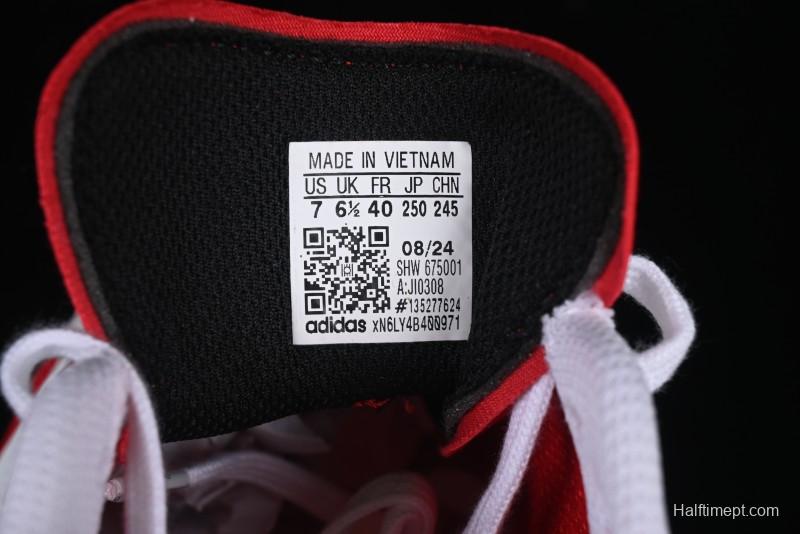 MADE IN VIETNAM
US UK FR JP CHN
7 6½ 40 250 245
08/24
SHW 675001
A:JI0308
#135277624
adidas xN6LY4B400971
Halftimept.com